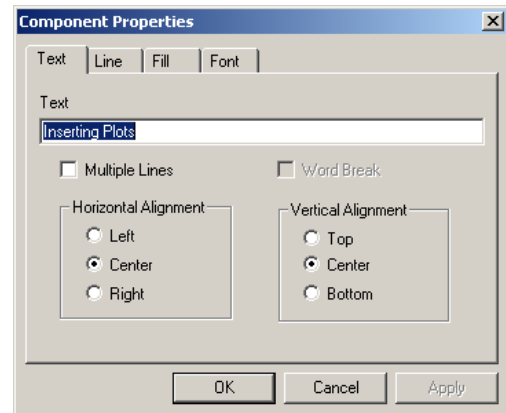 Component Properties
Text Line Fill Font
Text
Inserting Plots
Multiple Lines Word Break
Horizontal Alignment Vertical Alignment
Left Top
Center Center
Right Bottom
OK Cancel Apply